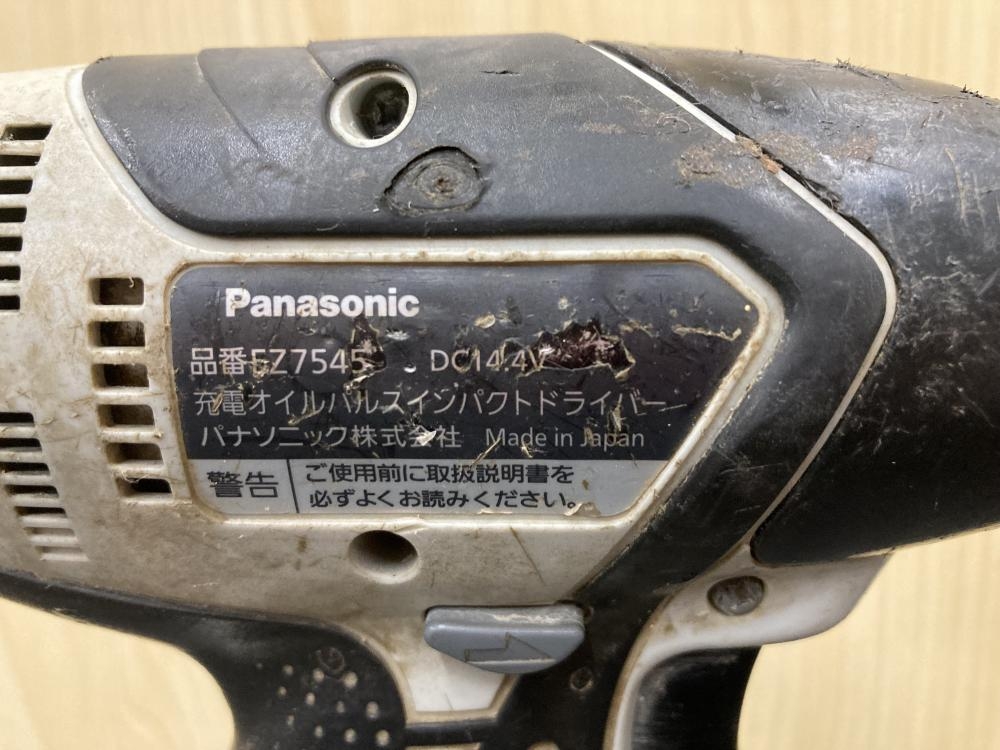 Panasonic
品番EZ7545 DC14.4V
充電オイルパルスインパクトドライバー
パナソニック株式会社 Made in Japan
警告 ご使用前に取扱説明書を
必ずよくお読みください。